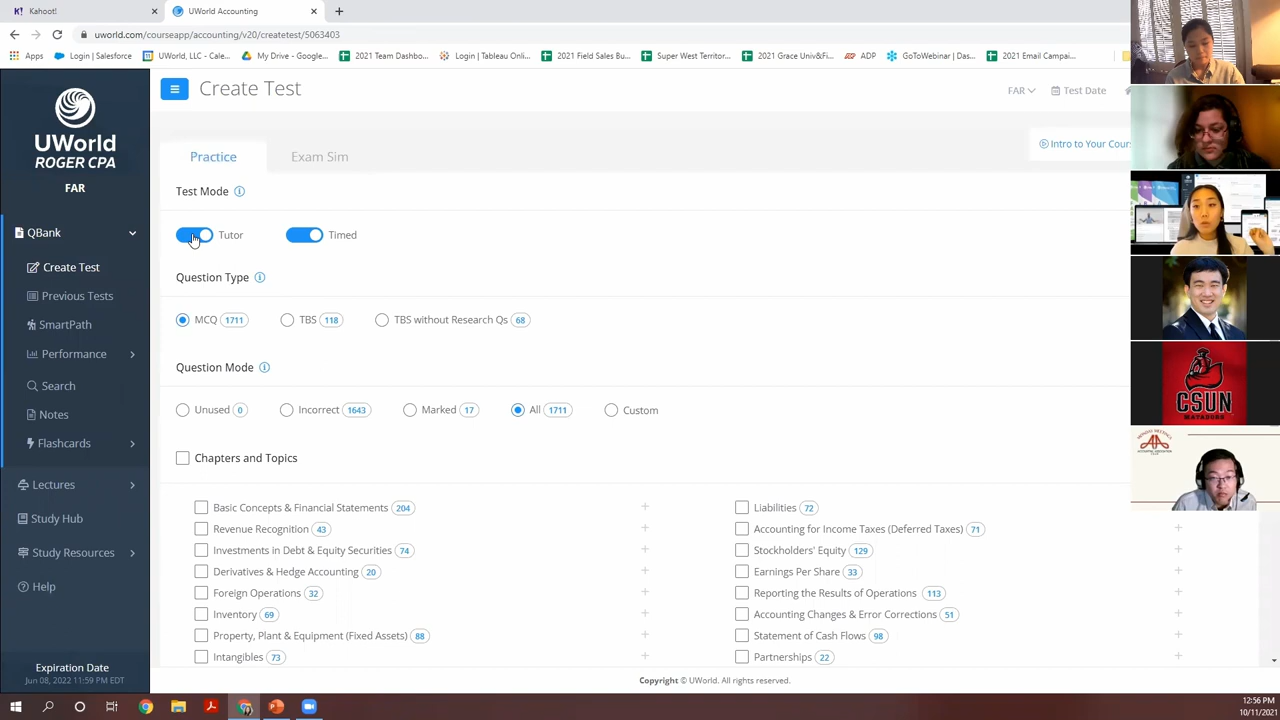 Kahoot!
UWorld Accounting
uworld.com/courseapp/accounting/v20/createtest/5063403
Apps
Login | Salesforce
UWorld, LLC - Cale...
My Drive - Google...
2021 Team Dashbo...
Login | Tableau Onl...
2021 Field Sales Bu...
Super West Territor...
2021 Grace Univ&Fi...
ADP
GoToWebinar | Das...
2021 Email Campai...
UWorld
ROGER CPA
FAR
QBank
Create Test
Previous Tests
SmartPath
Performance
Search
Notes
Flashcards
Lectures
Study Hub
Study Resources
Help
Expiration Date
Jun 08, 2022 11:59 PM EDT
Create Test
FAR
Test Date
Practice
Exam Sim
Intro to Your Cours
Test Mode
Tutor
Timed
Question Type
MCQ 1711
TBS 118
TBS without Research Qs 68
Question Mode
Unused 0
Incorrect 1643
Marked 17
All 1711
Custom
Chapters and Topics
Basic Concepts & Financial Statements 204
Revenue Recognition 43
Investments in Debt & Equity Securities 74
Derivatives & Hedge Accounting 20
Foreign Operations 32
Inventory 69
Property, Plant & Equipment (Fixed Assets) 88
Intangibles 73
Liabilities 72
Accounting for Income Taxes (Deferred Taxes) 71
Stockholders' Equity 129
Earnings Per Share 33
Reporting the Results of Operations 113
Accounting Changes & Error Corrections 51
Statement of Cash Flows 98
Partnerships 22
Copyright © UWorld. All rights reserved.
CSUN
MATADORS
12:56 PM
10/11/2021